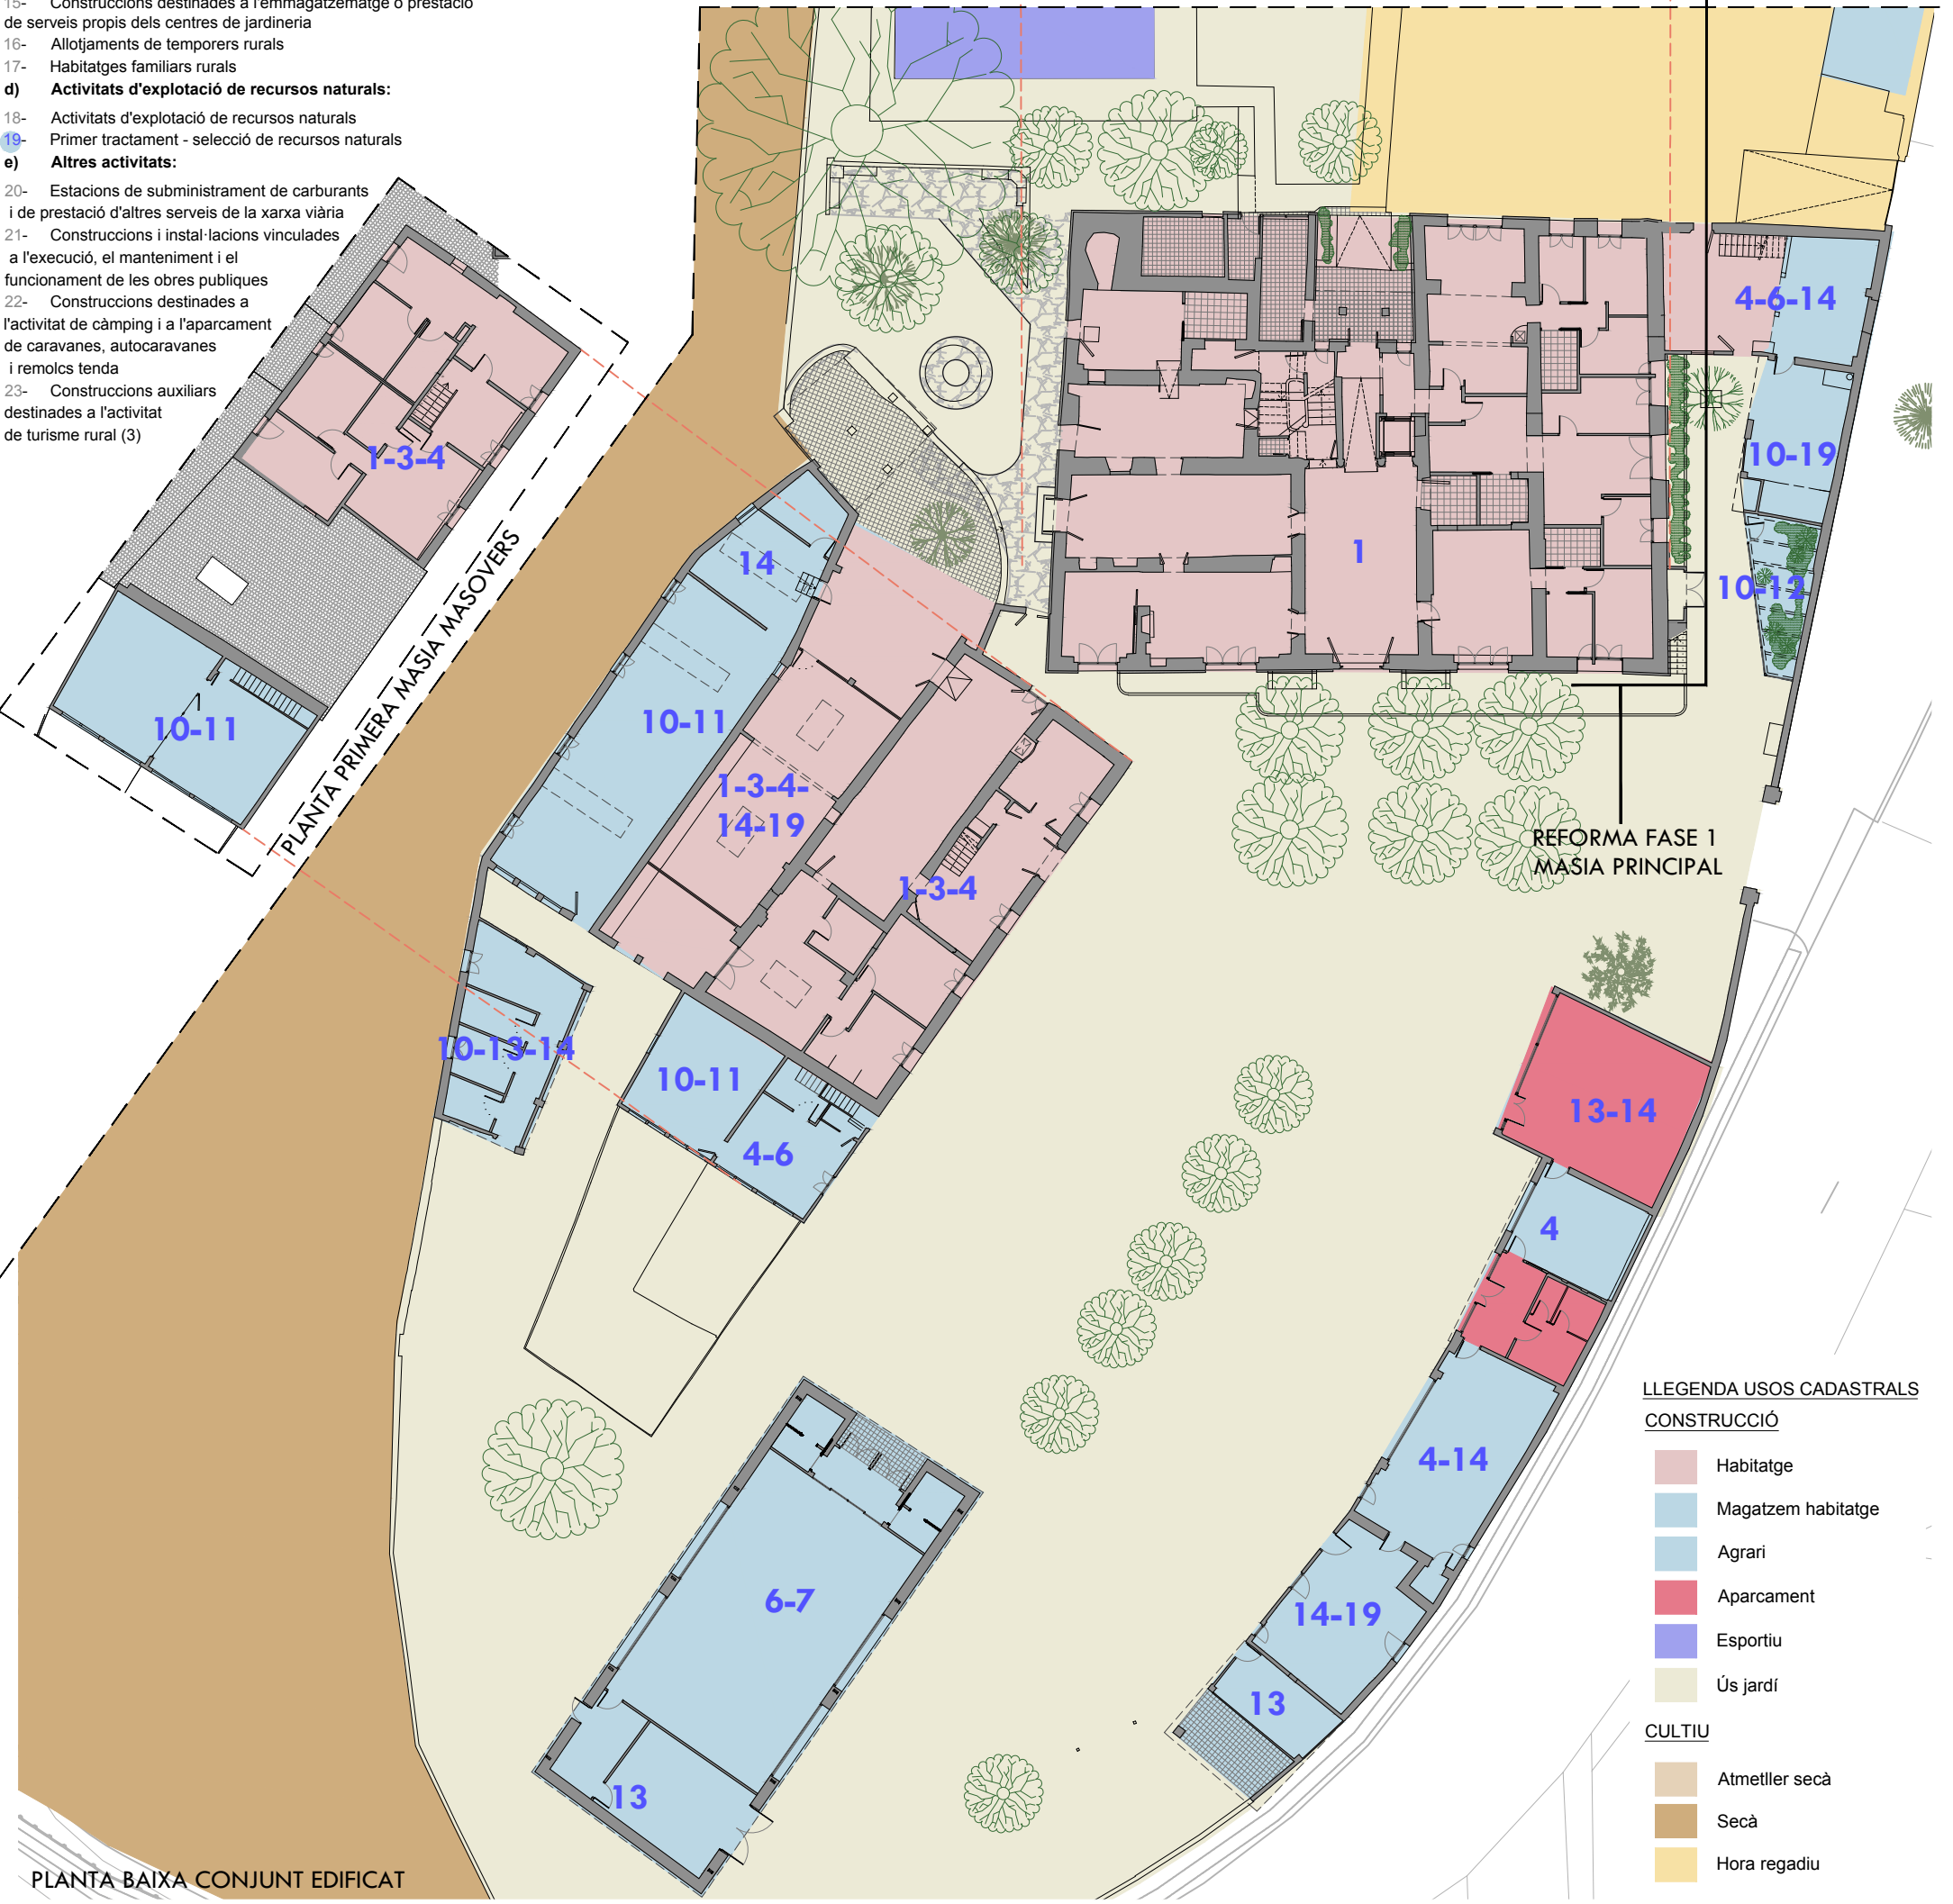 15- Construccions destinades a l'emmagatzematge o prestació
de serveis propis dels centres de jardineria
16- Allotjaments de temporers rurals
17- Habitatges familiars rurals
d) Activitats d'explotació de recursos naturals:
18- Activitats d'explotació de recursos naturals
19- Primer tractament - selecció de recursos naturals
e) Altres activitats:
20- Estacions de subministrament de carburants
i de prestació d'altres serveis de la xarxa viària
21- Construccions i instal·lacions vinculades
a l'execució, el manteniment i el
funcionament de les obres publiques
22- Construccions destinades a
l'activitat de càmping i a l'aparcament
de caravanes, autocaravanes
i remolcs tenda
23- Construccions auxiliars
destinades a l'activitat
de turisme rural (3)
1-3-4
10-11
PLANTA PRIMERA MASIA MASOVERS
14
10-11
1-3-4-
14-19
1-3-4
10-13-14
10-11
4-6
1
4-6-14
10-19
10-12
REFORMA FASE 1
MASIA PRINCIPAL
13-14
4
4-14
14-19
13
6-7
13
PLANTA BAIXA CONJUNT EDIFICAT
LLEGENDA USOS CADASTRALS
CONSTRUCCIÓ
Habitatge
Magatzem habitatge
Agrari
Aparcament
Esportiu
Ús jardí
CULTIU
Atmetller secà
Secà
Hora regadiu